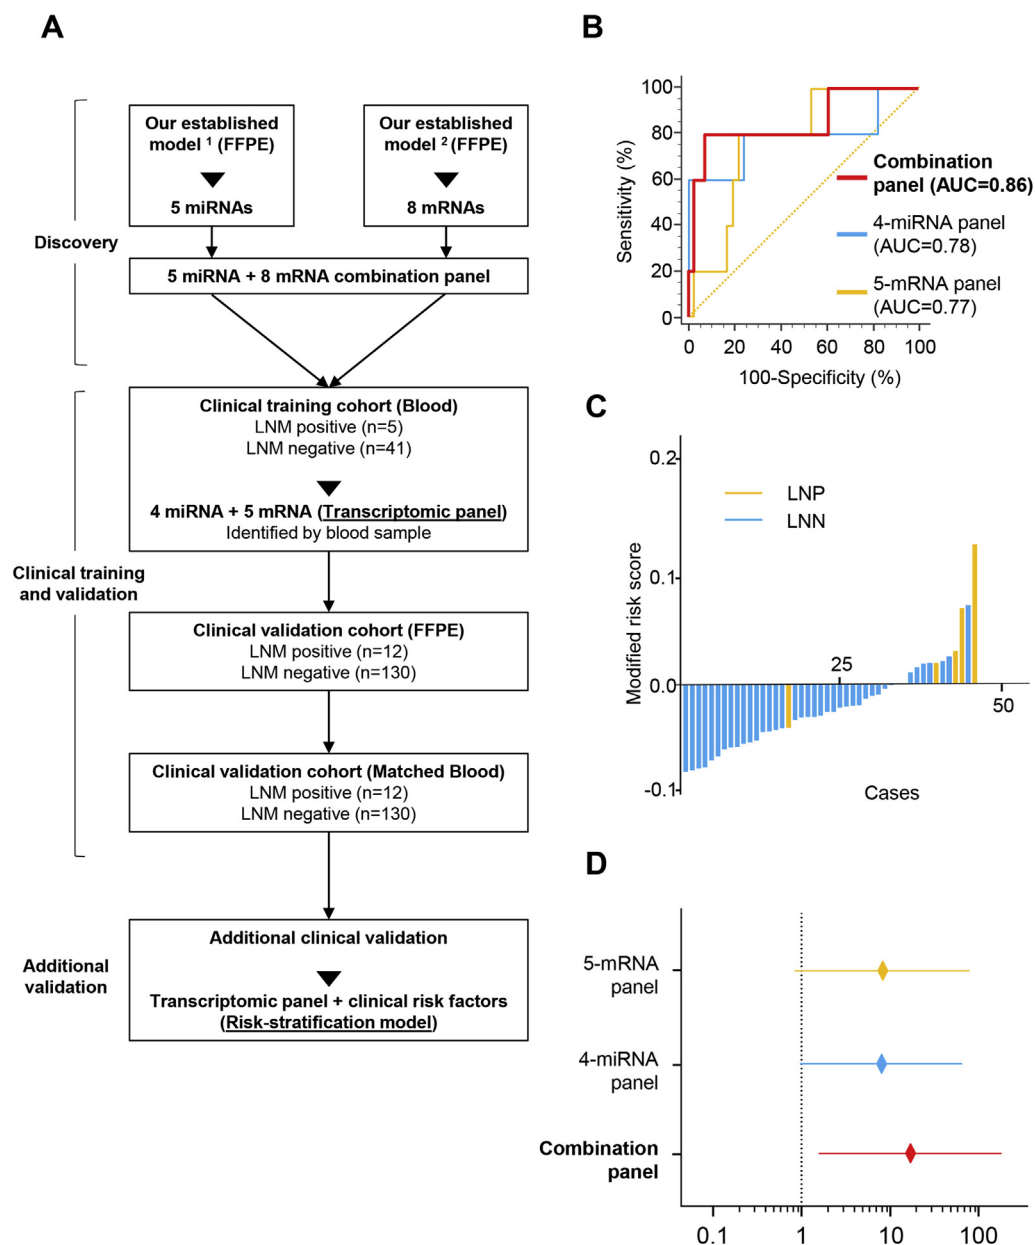 A
Our established
model 1 (FFPE)
5 miRNAs
Our established
model 2 (FFPE)
8 mRNAs
Discovery
5 miRNA + 8 mRNA combination panel
Clinical training cohort (Blood)
LNM positive (n=5)
LNM negative (n=41)
4 miRNA + 5 mRNA (Transcriptomic panel)
Identified by blood sample
Clinical training
and validation
Clinical validation cohort (FFPE)
LNM positive (n=12)
LNM negative (n=130)
Clinical validation cohort (Matched Blood)
LNM positive (n=12)
LNM negative (n=130)
Additional
validation
Additional clinical validation
Transcriptomic panel + clinical risk factors
(Risk-stratification model)
B
Sensitivity (%)
100
80
60
40
20
0
0 20 40 60 80 100
100-Specificity (%)
Combination
panel (AUC=0.86)
4-miRNA panel
(AUC=0.78)
5-mRNA panel
(AUC=0.77)
C
Modified risk score
0.2
0.1
0.0
-0.1
LNP
LNN
25
50
Cases
D
5-mRNA
panel
4-miRNA
panel
Combination
panel
0.1 1 10 100